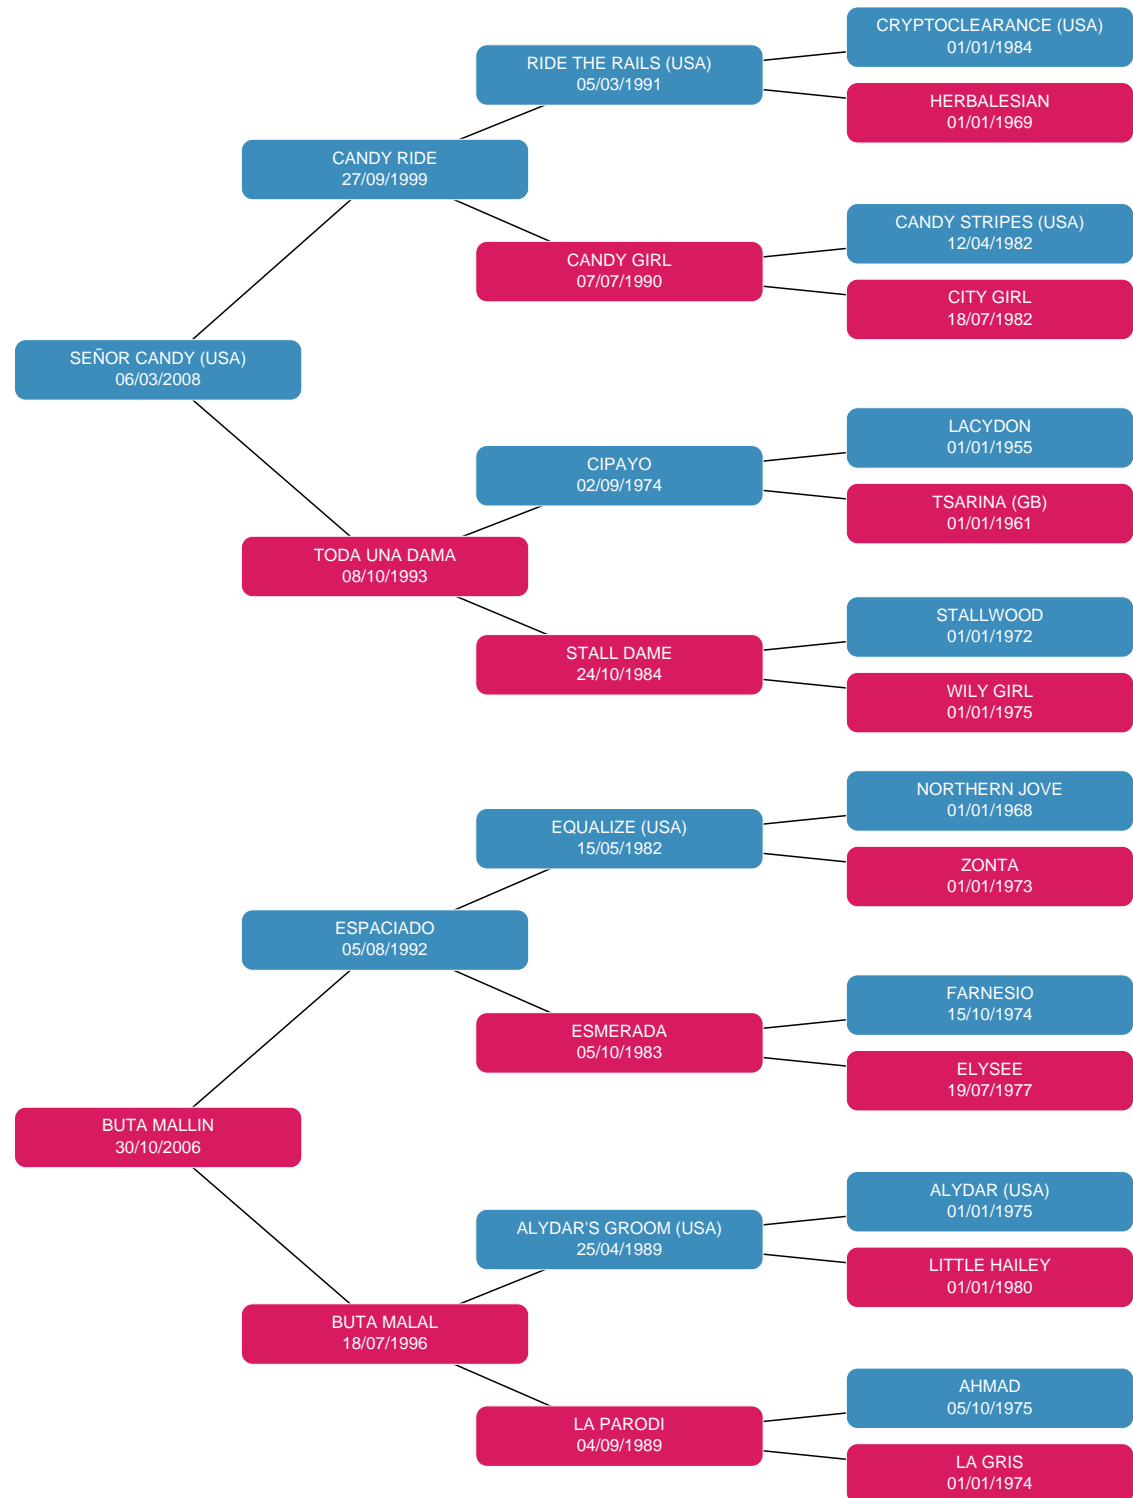 CRYPTOCLEARANCE (USA)
01/01/1984
RIDE THE RAILS (USA)
05/03/1991
HERBALESIAN
01/01/1969
CANDY RIDE
27/09/1999
CANDY STRIPES (USA)
12/04/1982
CANDY GIRL
07/07/1990
CITY GIRL
18/07/1982
SEÑOR CANDY (USA)
06/03/2008
LACYDON
01/01/1955
CIPAYO
02/09/1974
TSARINA (GB)
01/01/1961
TODA UNA DAMA
08/10/1993
STALLWOOD
01/01/1972
STALL DAME
24/10/1984
WILY GIRL
01/01/1975
NORTHERN JOVE
01/01/1968
EQUALIZE (USA)
15/05/1982
ZONTA
01/01/1973
ESPACIADO
05/08/1992
FARNESIO
15/10/1974
ESMERADA
05/10/1983
ELYSEE
19/07/1977
BUTA MALLIN
30/10/2006
ALYDAR (USA)
01/01/1975
ALYDAR'S GROOM (USA)
25/04/1989
LITTLE HAILEY
01/01/1980
BUTA MALAL
18/07/1996
AHMAD
05/10/1975
LA PARODI
04/09/1989
LA GRIS
01/01/1974